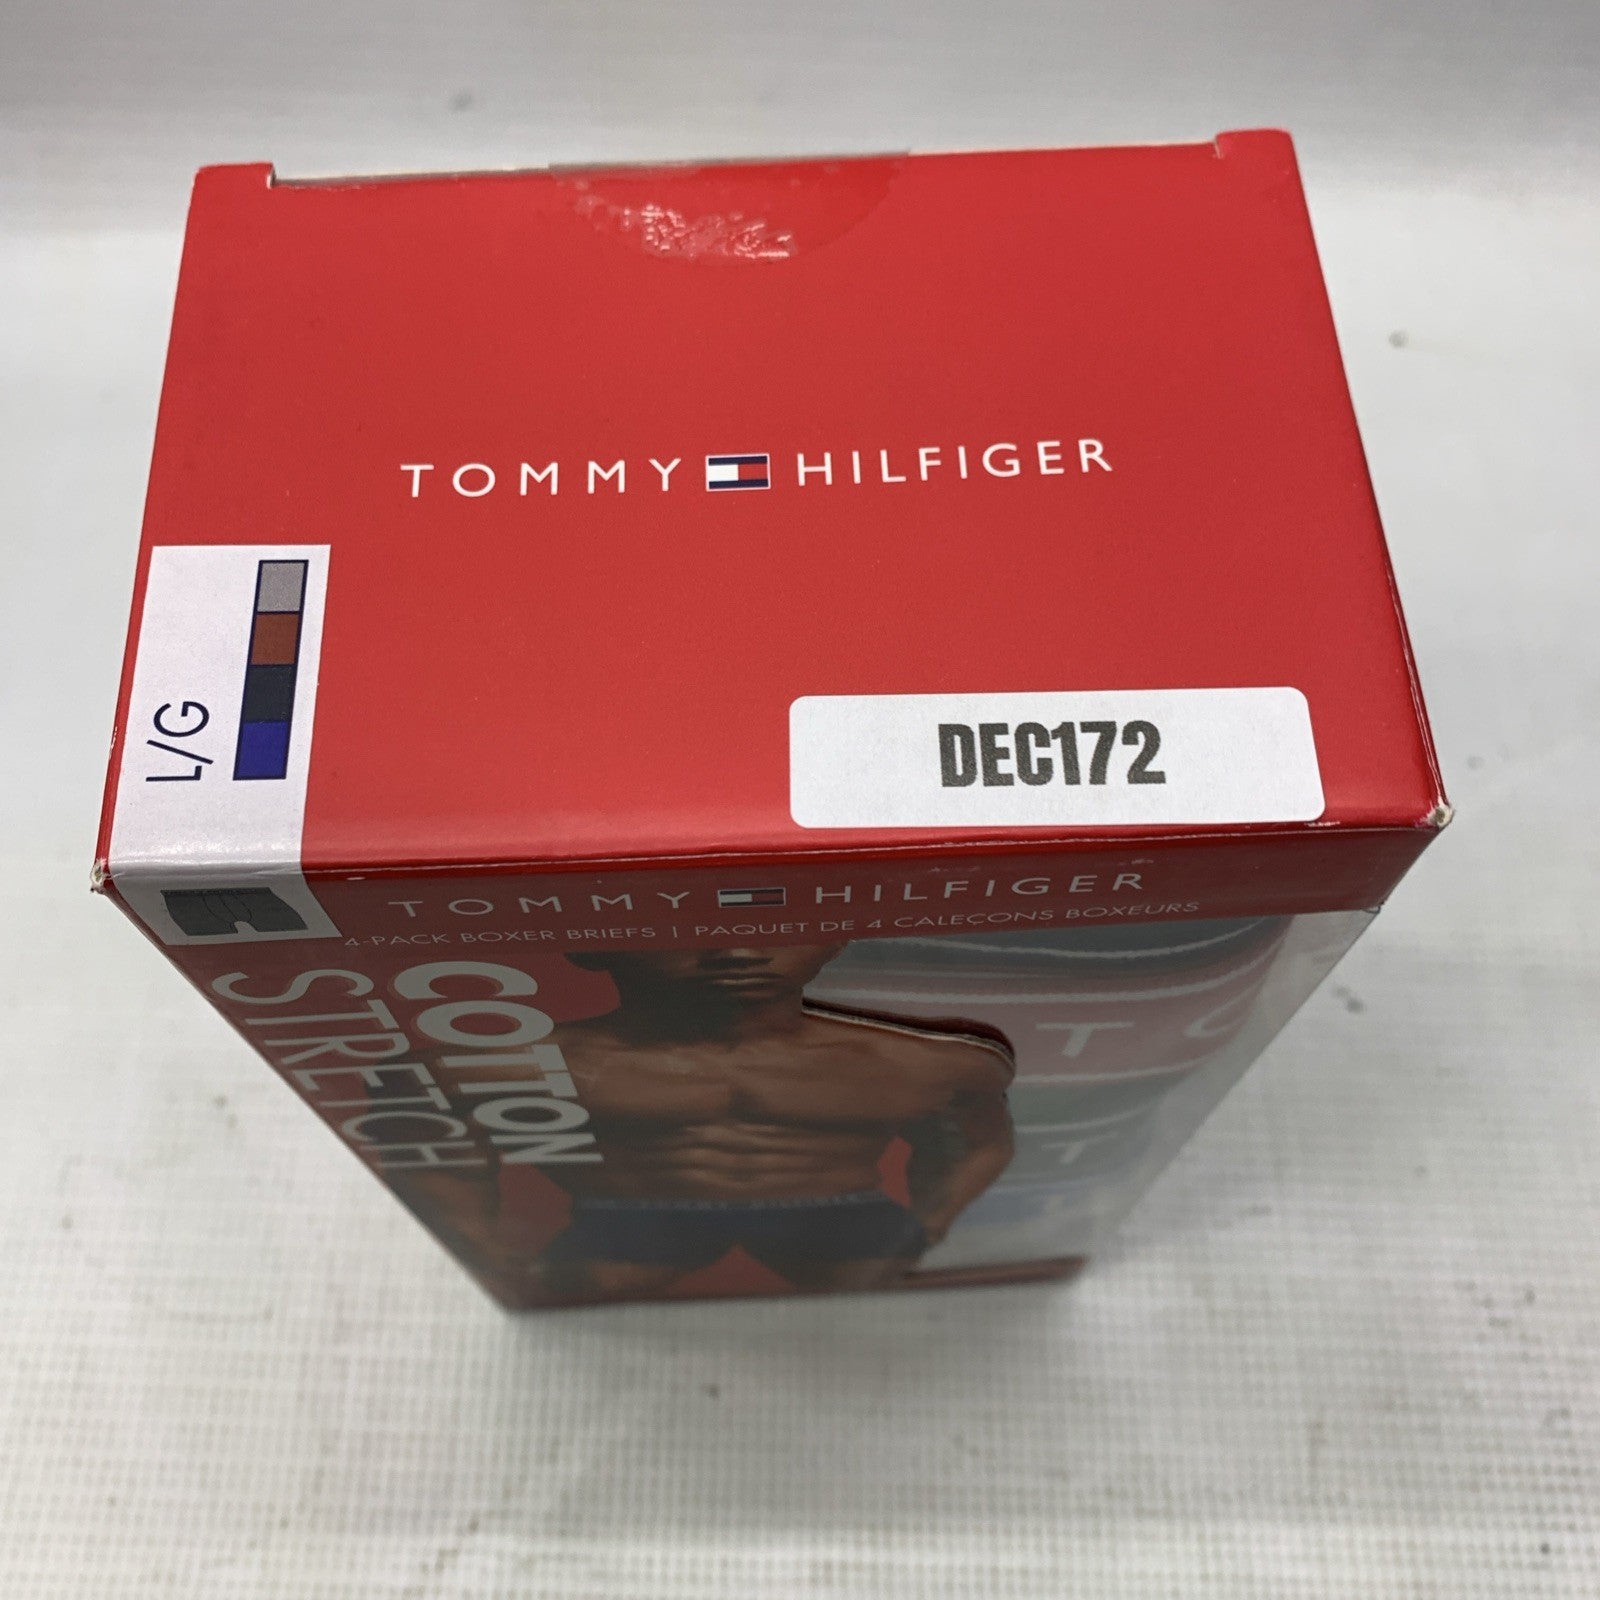 TOMMY HILFIGER
L/G
DEC172
TOMMY HILFIGER
4-PACK BOXER BRIEFS | PAQUET DE 4 CALEÇONS BOXEURS
COTTON
STRETCH
T O
T